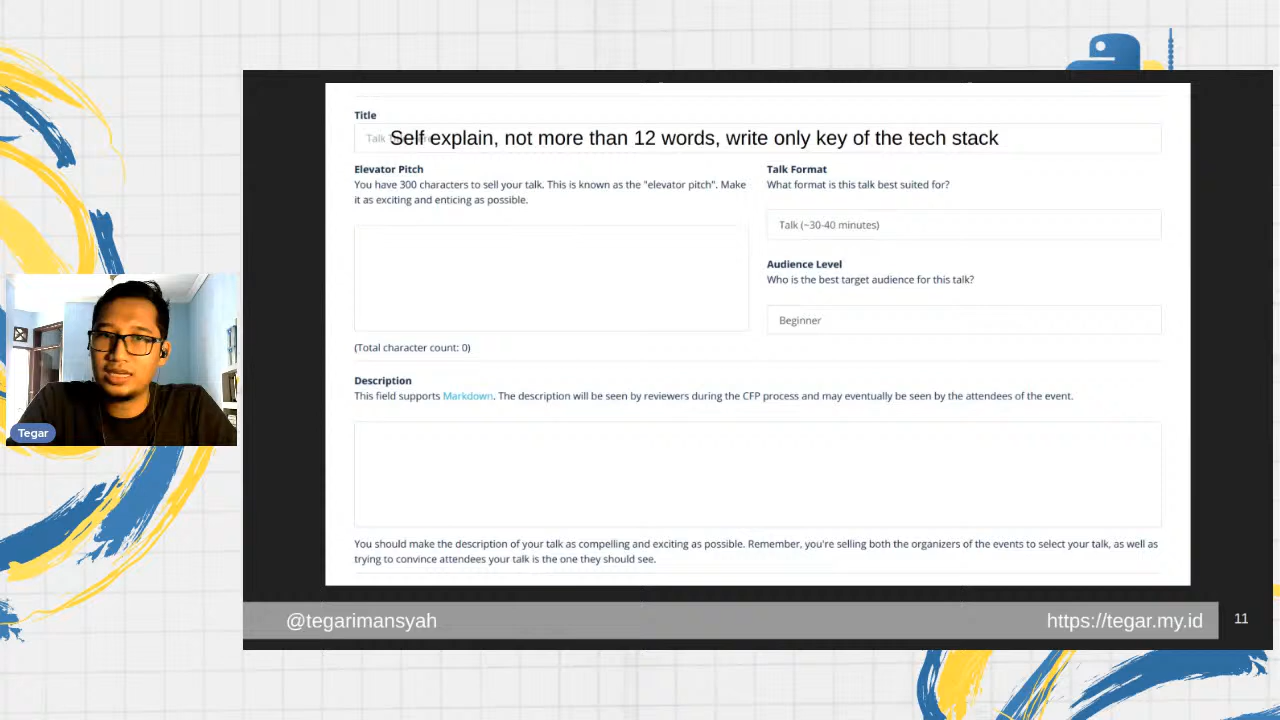 Title
Talk
Self explain, not more than 12 words, write only key of the tech stack
Elevator Pitch
You have 300 characters to sell your talk. This is known as the "elevator pitch". Make
it as exciting and enticing as possible.
Talk Format
What format is this talk best suited for?
Talk (~30-40 minutes)
Audience Level
Who is the best target audience for this talk?
Beginner
(Total character count: 0)
Description
This field supports Markdown. The description will be seen by reviewers during the CFP process and may eventually be seen by the attendees of the event.
You should make the description of your talk as compelling and exciting as possible. Remember, you're selling both the organizers of the events to select your talk, as well as
trying to convince attendees your talk is the one they should see.
Tegar
@tegarimansyah
https://tegar.my.id
11